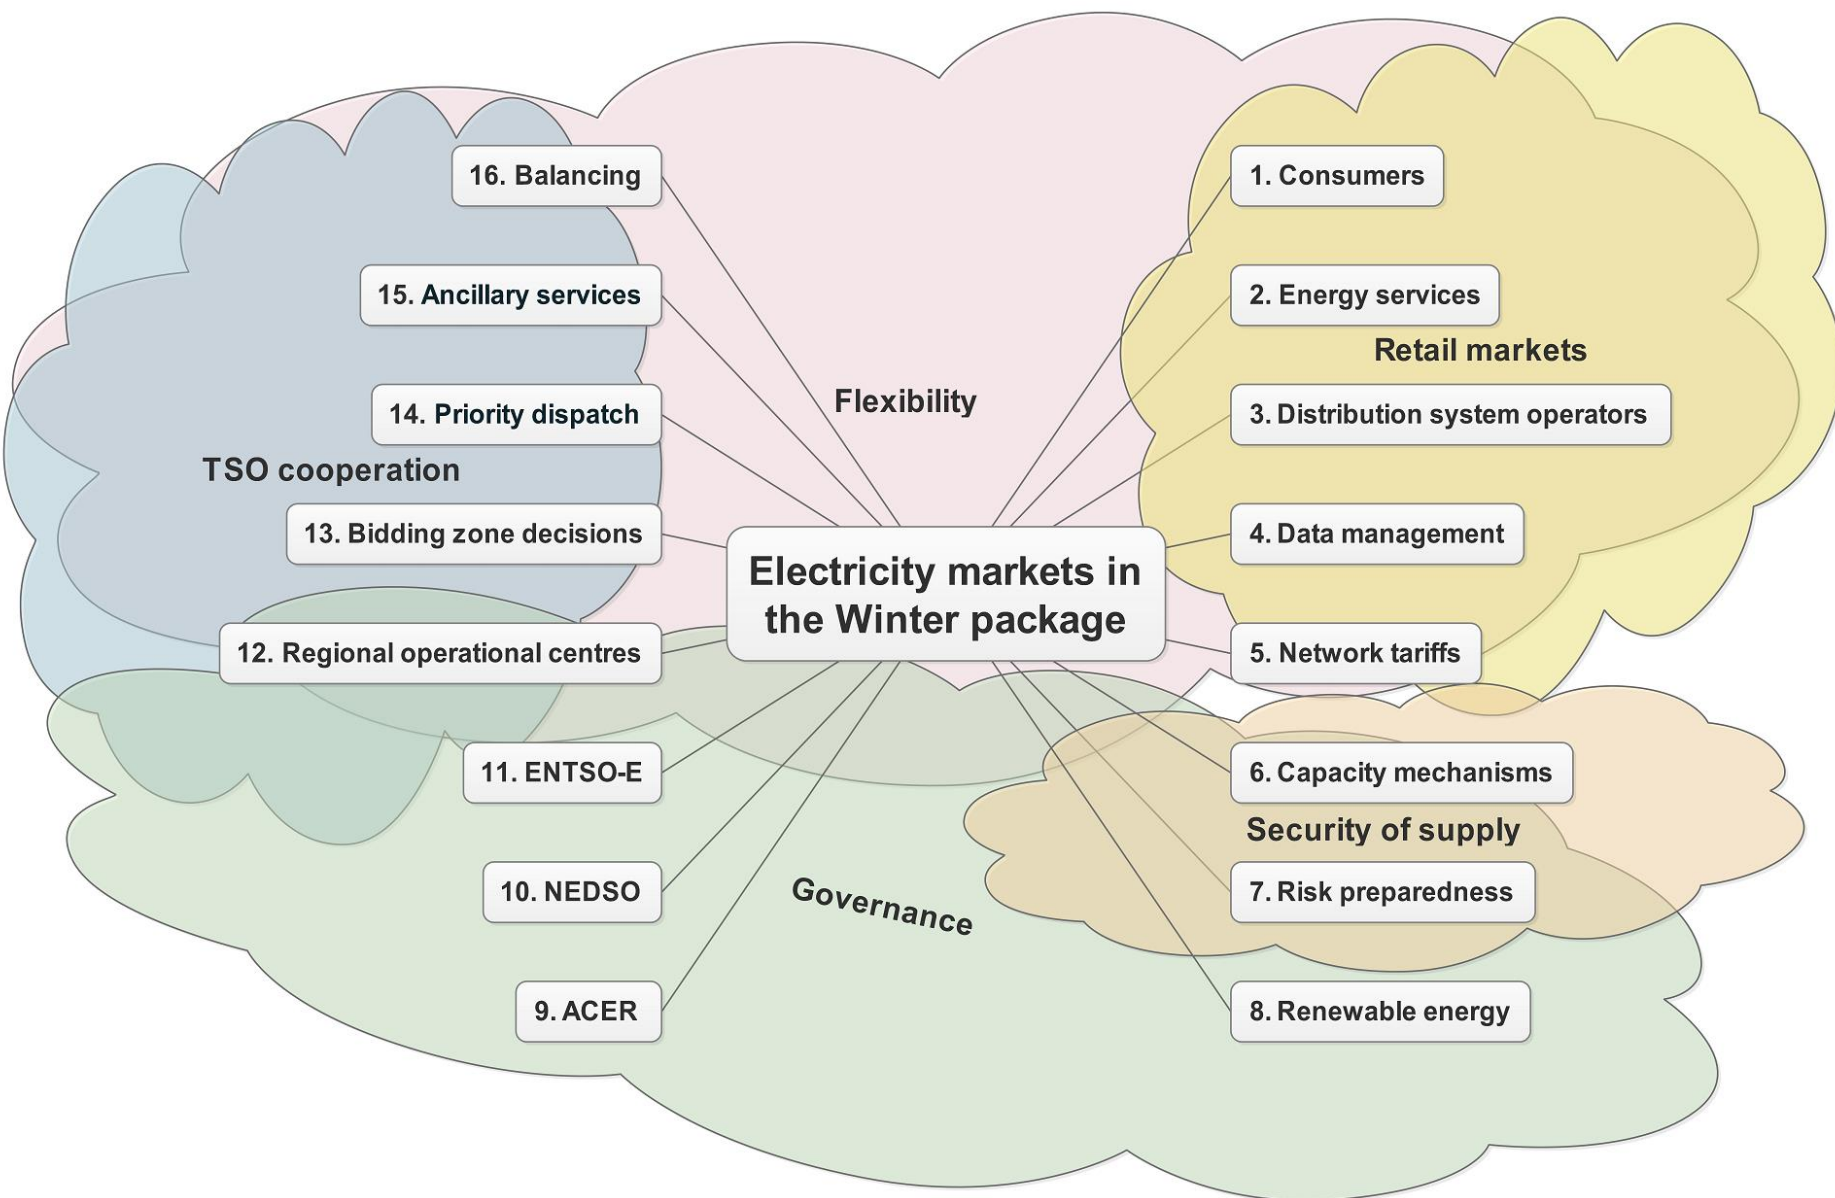 16. Balancing
1. Consumers
15. Ancillary services
2. Energy services
Retail markets
Flexibility
14. Priority dispatch
3. Distribution system operators
TSO cooperation
13. Bidding zone decisions
4. Data management
Electricity markets in
the Winter package
12. Regional operational centres
5. Network tariffs
11. ENTSO-E
6. Capacity mechanisms
Security of supply
10. NEDSO
Governance
7. Risk preparedness
9. ACER
8. Renewable energy